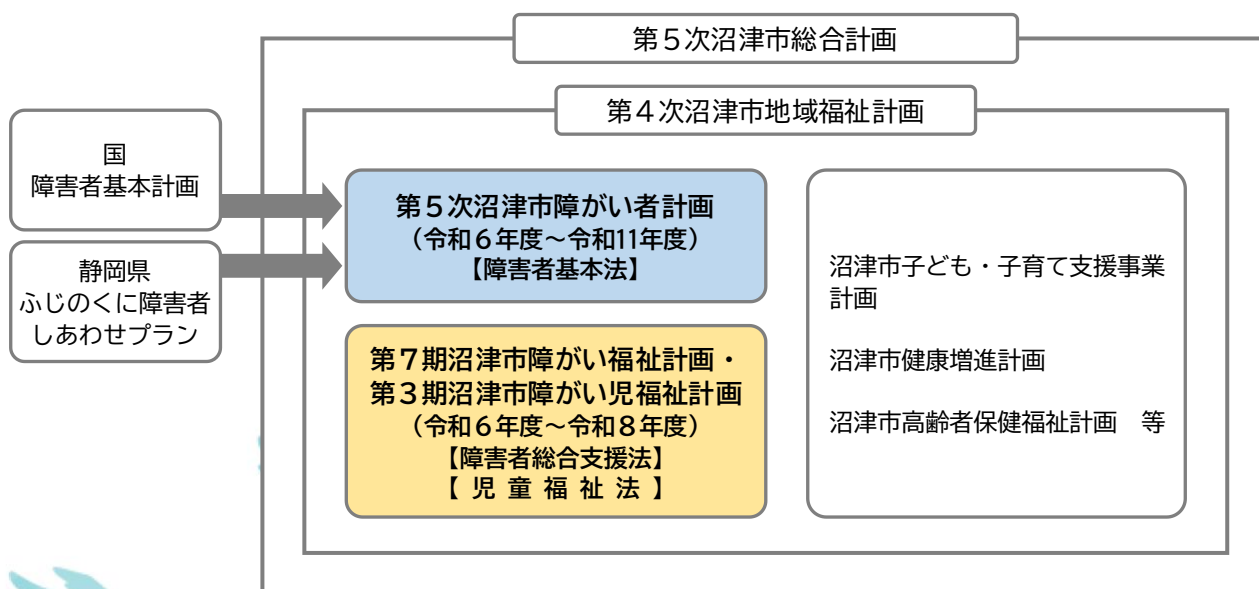 第５次沼津市総合計画
第４次沼津市地域福祉計画
国
障害者基本計画
静岡県
ふじのくに障害者
しあわせプラン
第５次沼津市障がい者計画
（令和６年度～令和11年度）
【障害者基本法】
第７期沼津市障がい福祉計画・
第３期沼津市障がい児福祉計画
（令和６年度～令和８年度）
【障害者総合支援法】
【 児 童 福 祉 法 】
沼津市子ども・子育て支援事業
計画
沼津市健康増進計画
沼津市高齢者保健福祉計画　等